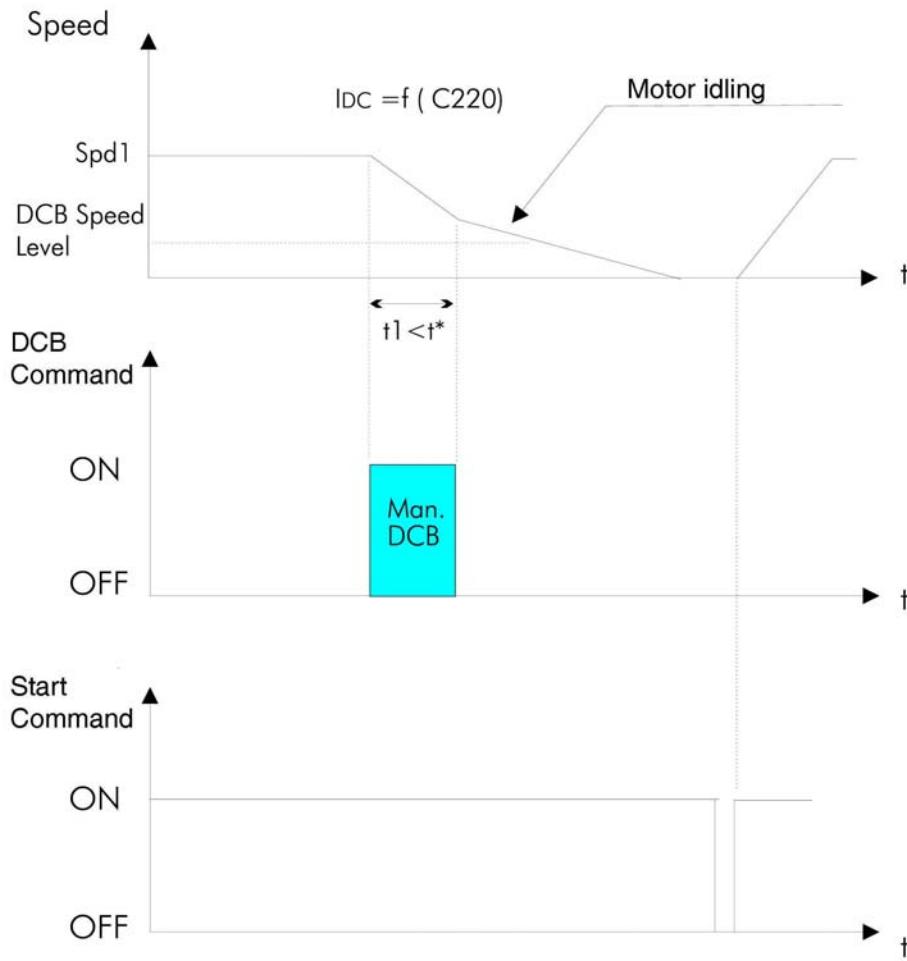 Speed
IDC =f ( C220)
Motor idling
Spd1
DCB Speed
Level
t
t1 <t*
DCB
Command
ON
Man.
DCB
OFF
t
Start
Command
ON
OFF
t